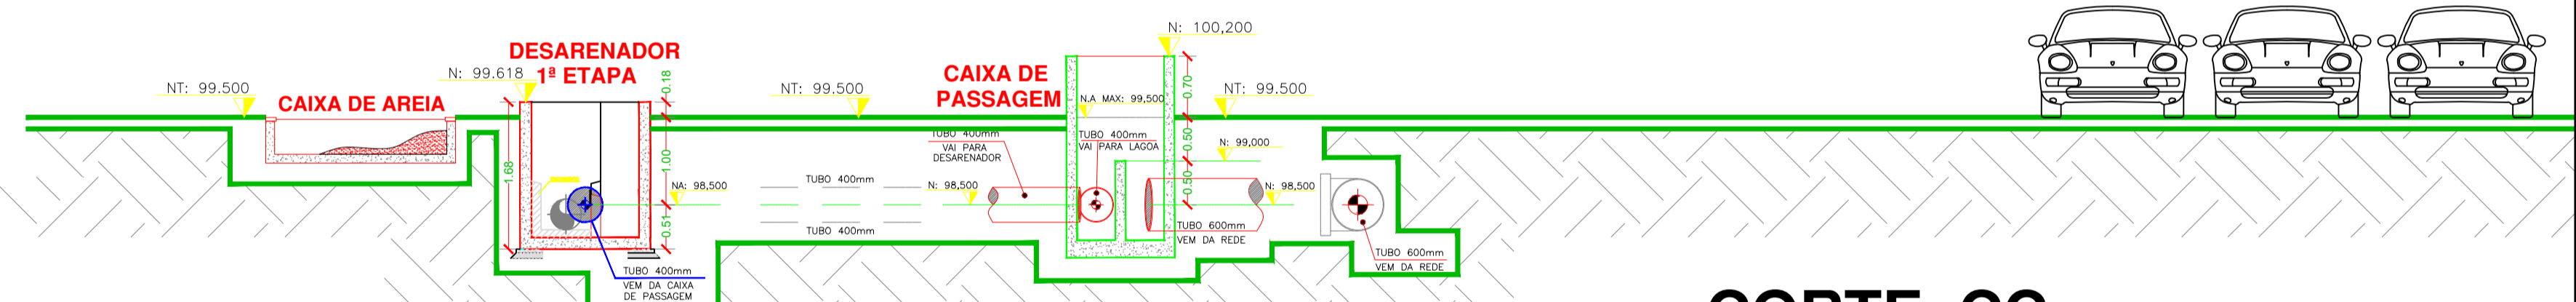 NT: 99.500
CAIXA DE AREIA
N: 99.618
DESARENADOR
1ª ETAPA
0.18
1.68
1.00
0.51
NA: 98,500
TUBO 400mm
VEM DA CAIXA
DE PASSAGEM
TUBO 400mm
TUBO 400mm
NT: 99.500
CAIXA DE
PASSAGEM
TUBO 400mm
VAI PARA
DESARENADOR
N: 98,500
N: 100,200
N.A MAX: 99,500
TUBO 400mm
VAI PARA LAGOA
0.70
0.50
0.50
NT: 99.500
N: 99,000
N: 98,500
TUBO 600mm
VEM DA REDE
TUBO 600mm
VEM DA REDE